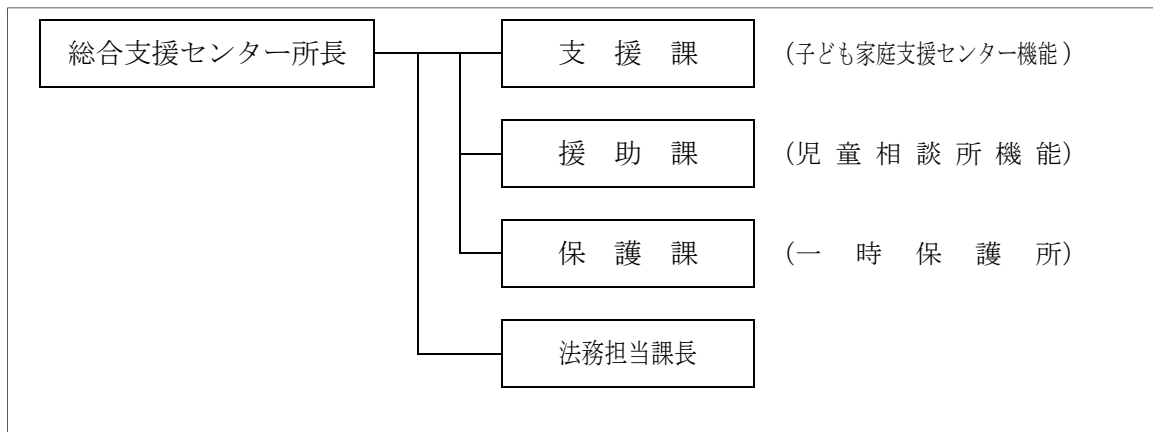 総合支援センター所長
支援課 (子ども家庭支援センター機能)
援助課 (児童相談所機能)
保護課 (一時保護所)
法務担当課長